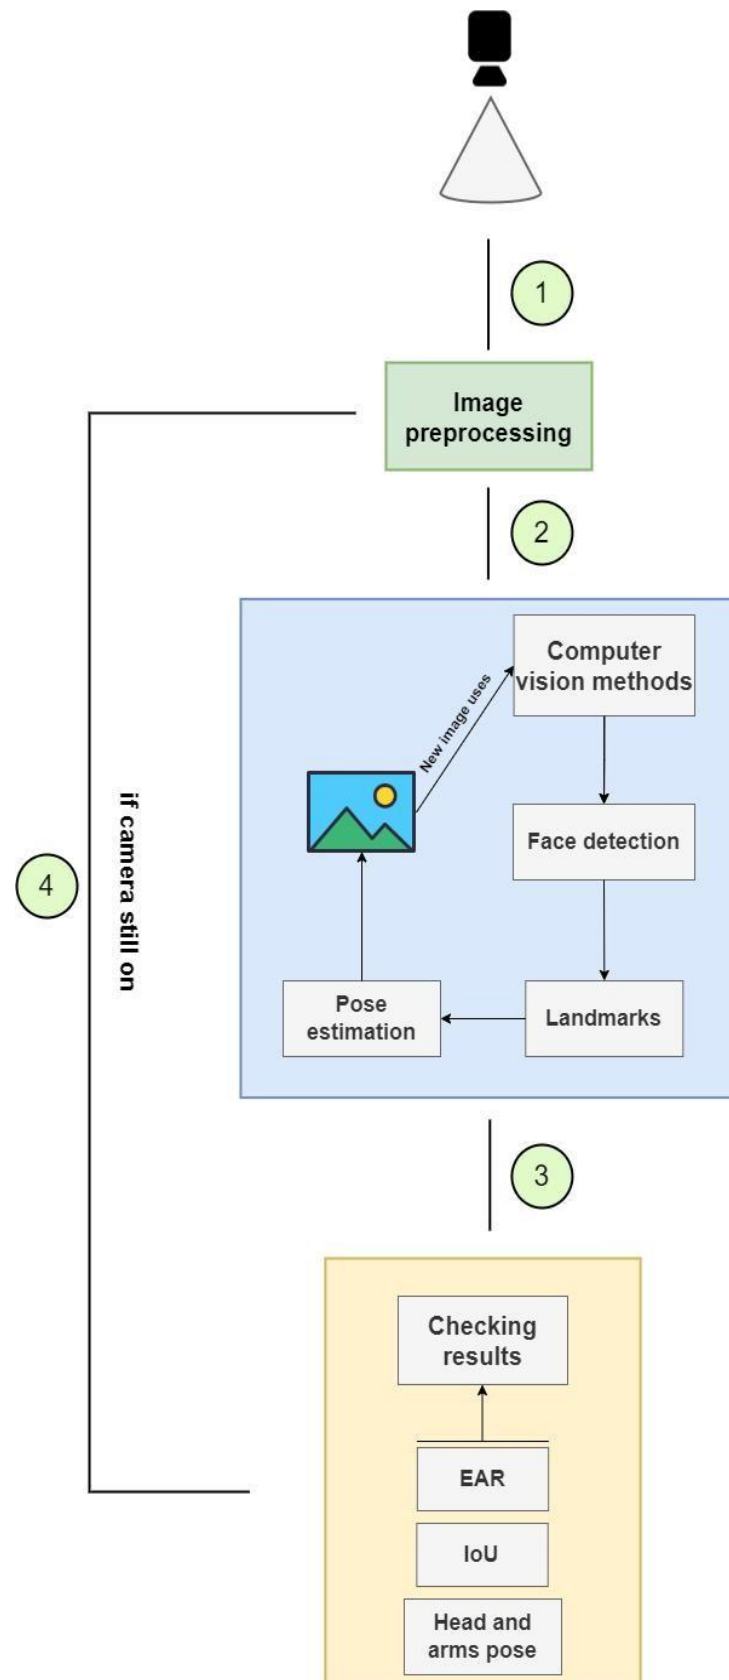 1
Image
preprocessing
2
Computer
vision methods
New image uses
Face detection
Landmarks
Pose
estimation
4
if camera still on
3
Checking
results
EAR
IoU
Head and
arms pose